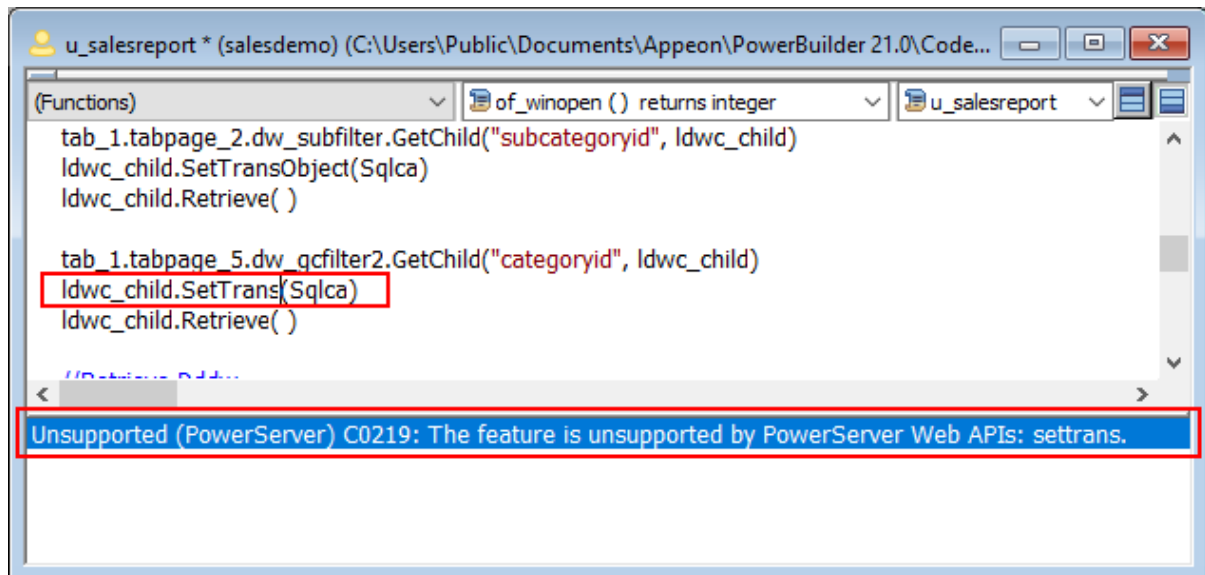 u_salesreport * (salesdemo) (C:\Users\Public\Documents\Appeon\PowerBuilder 21.0\Code...
(Functions) of_winopen () returns integer u_salesreport
tab_1.tabpage_2.dw_subfilter.GetChild("subcategoryid", ldwc_child)
ldwc_child.SetTransObject(Sqlca)
ldwc_child.Retrieve( )
tab_1.tabpage_5.dw_gcfilter2.GetChild("categoryid", ldwc_child)
ldwc_child.SetTrans(Sqlca)
ldwc_child.Retrieve( )
Unsupported (PowerServer) C0219: The feature is unsupported by PowerServer Web APIs: settrans.